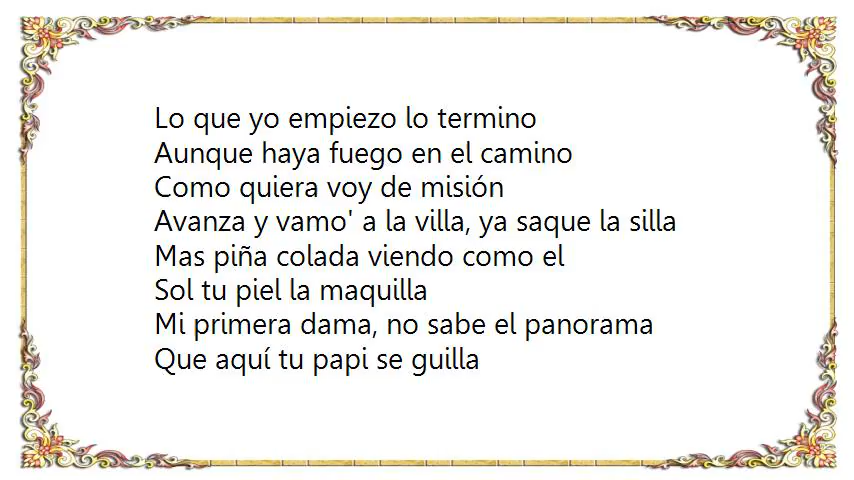 Lo que yo empiezo lo termino
Aunque haya fuego en el camino
Como quiera voy de misión
Avanza y vamo' a la villa, ya saque la silla
Mas piña colada viendo como el
Sol tu piel la maquilla
Mi primera dama, no sabe el panorama
Que aquí tu papi se guilla